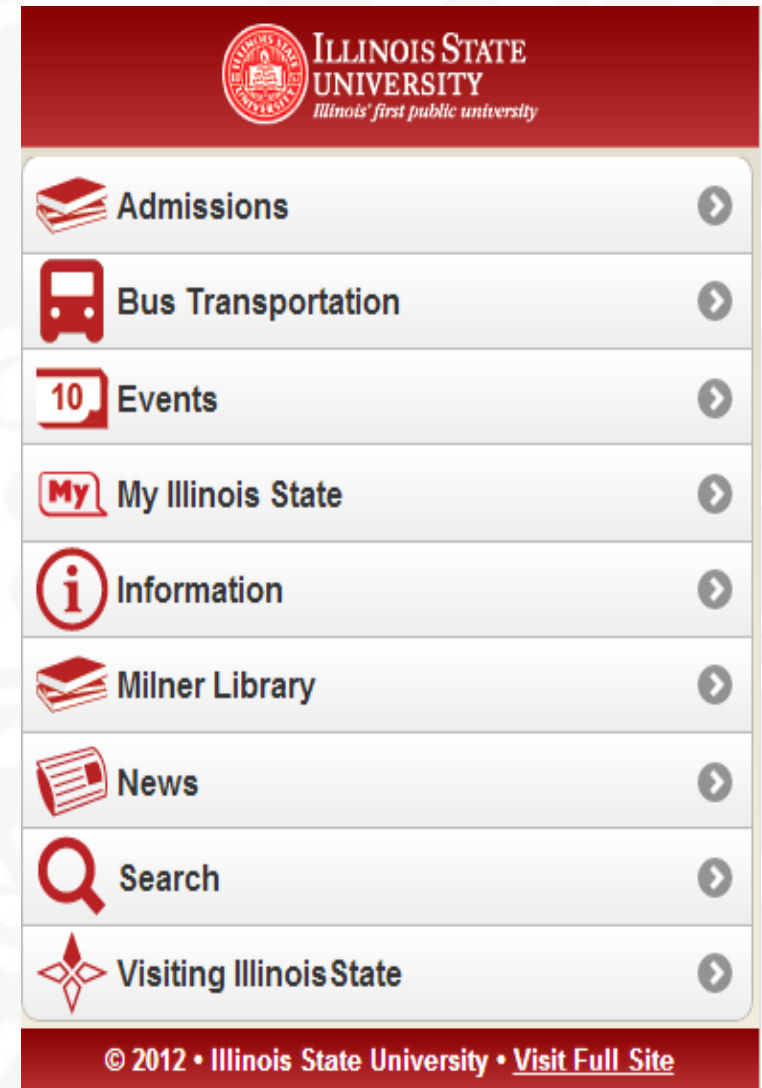 ILLINOIS STATE
UNIVERSITY
Illinois' first public university
Admissions
Bus Transportation
10 Events
My My Illinois State
i Information
Milner Library
News
Search
Visiting Illinois State
© 2012 • Illinois State University • Visit Full Site